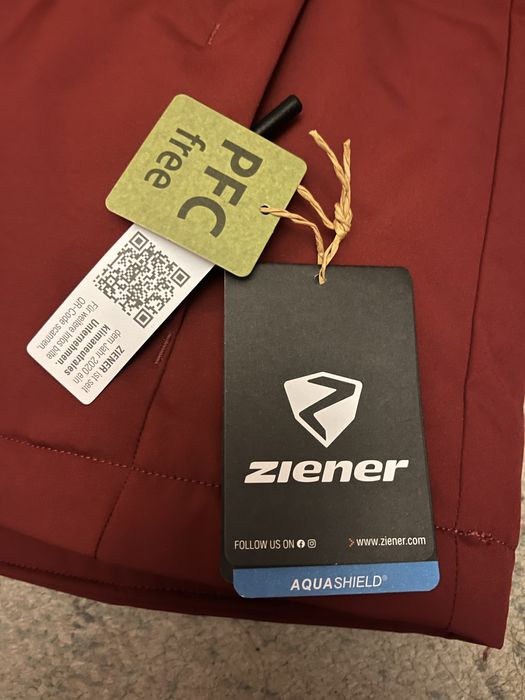 PFC
free
ZIENER ist seit
dem Jahr 2020 ein
klimaneutrales
Unternehmen.
Für weitere Infos bitte
QR-Code scannen.
ziener
FOLLOW US ON
> www.ziener.com
AQUASHIELD®